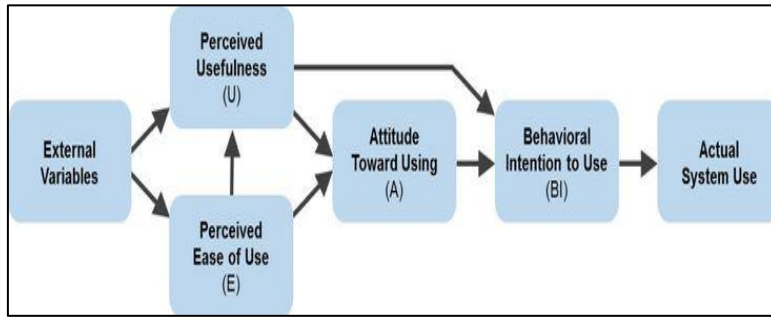 External
Variables
Perceived
Usefulness
(U)
Perceived
Ease of Use
(E)
Attitude
Toward Using
(A)
Behavioral
Intention to Use
(BI)
Actual
System Use